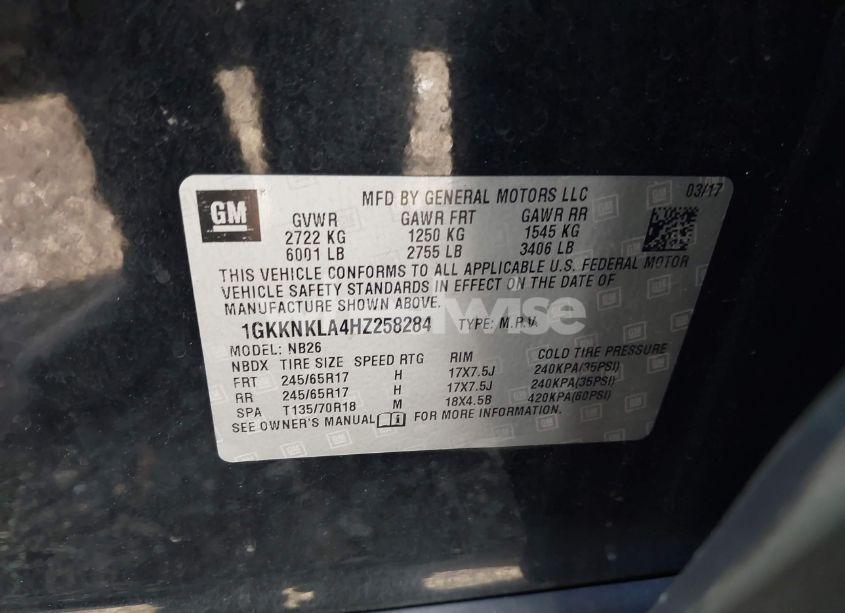 GM
MFD BY GENERAL MOTORS LLC 03/17
GVWR GAWR FRT GAWR RR
2722 KG 1250 KG 1545 KG
6001 LB 2755 LB 3406 LB
THIS VEHICLE CONFORMS TO ALL APPLICABLE U.S. FEDERAL MOTOR
VEHICLE SAFETY STANDARDS IN EFFECT ON THE DATE OF
MANUFACTURE SHOWN ABOVE.
1GKKNKLA4HZ258284 TYPE: M.P.V.
MODEL: NB26
NBDX TIRE SIZE SPEED RTG RIM COLD TIRE PRESSURE
FRT 245/65R17 H 17X7.5J 240KPA(35PSI)
RR 245/65R17 H 17X7.5J 240KPA(35PSI)
SPA T135/70R18 M 18X4.5B 420KPA(60PSI)
SEE OWNER'S MANUAL FOR MORE INFORMATION.